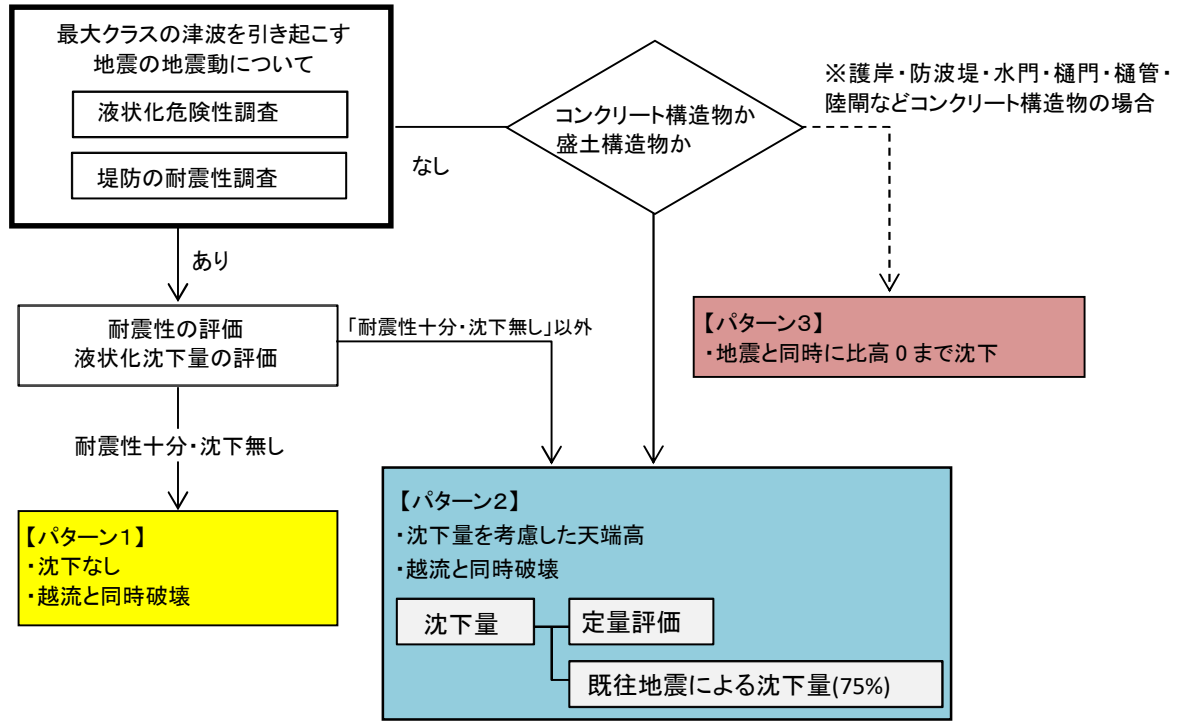 最大クラスの津波を引き起こす
地震の地震動について
液状化危険性調査
堤防の耐震性調査
なし
コンクリート構造物か
盛土構造物か
※護岸・防波堤・水門・樋門・樋管・
陸閘などコンクリート構造物の場合
あり
耐震性の評価
液状化沈下量の評価
「耐震性十分・沈下無し」以外
【パターン3】
・地震と同時に比高0まで沈下
耐震性十分・沈下無し
【パターン1】
・沈下なし
・越流と同時破壊
【パターン2】
・沈下量を考慮した天端高
・越流と同時破壊
沈下量
定量評価
既往地震による沈下量(75%)